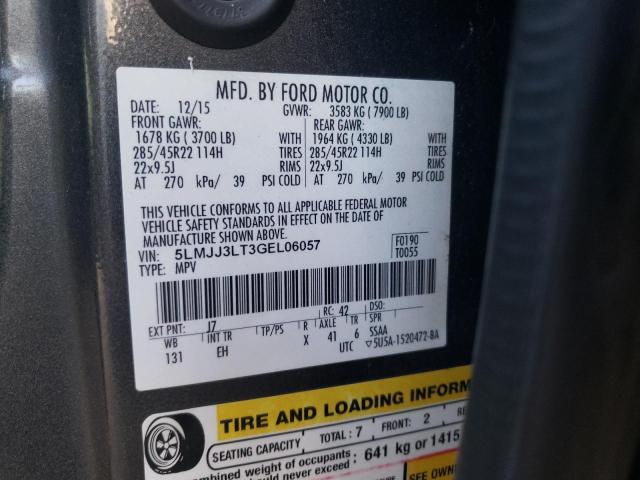 MFD. BY FORD MOTOR CO.
DATE: 12/15 GVWR: 3583 KG ( 7900 LB)
FRONT GAWR: REAR GAWR:
1678 KG ( 3700 LB) WITH 1964 KG ( 4330 LB) WITH
285/45R22 114H TIRES 285/45R22 114H TIRES
22x9.5J RIMS 22x9.5J RIMS
AT 270 kPa/ 39 PSI COLD AT 270 kPa/ 39 PSI COLD
THIS VEHICLE CONFORMS TO ALL APPLICABLE FEDERAL MOTOR
VEHICLE SAFETY STANDARDS IN EFFECT ON THE DATE OF
MANUFACTURE SHOWN ABOVE.
VIN: 5LMJJ3LT3GEL06057 F0190
TYPE: MPV T0055
EXT PNT: J7 RC: 42 DSO:
WB INT TR TP/PS R AXLE TR SPR
131 EH X 41 6 SSAA
UTC ▽5U5A-1520472-BA
TIRE AND LOADING INFORM
SEATING CAPACITY TOTAL: 7 FRONT: 2 RE
combined weight of occupants
should never exceed: 641 kg or 1415
SEE OWNE